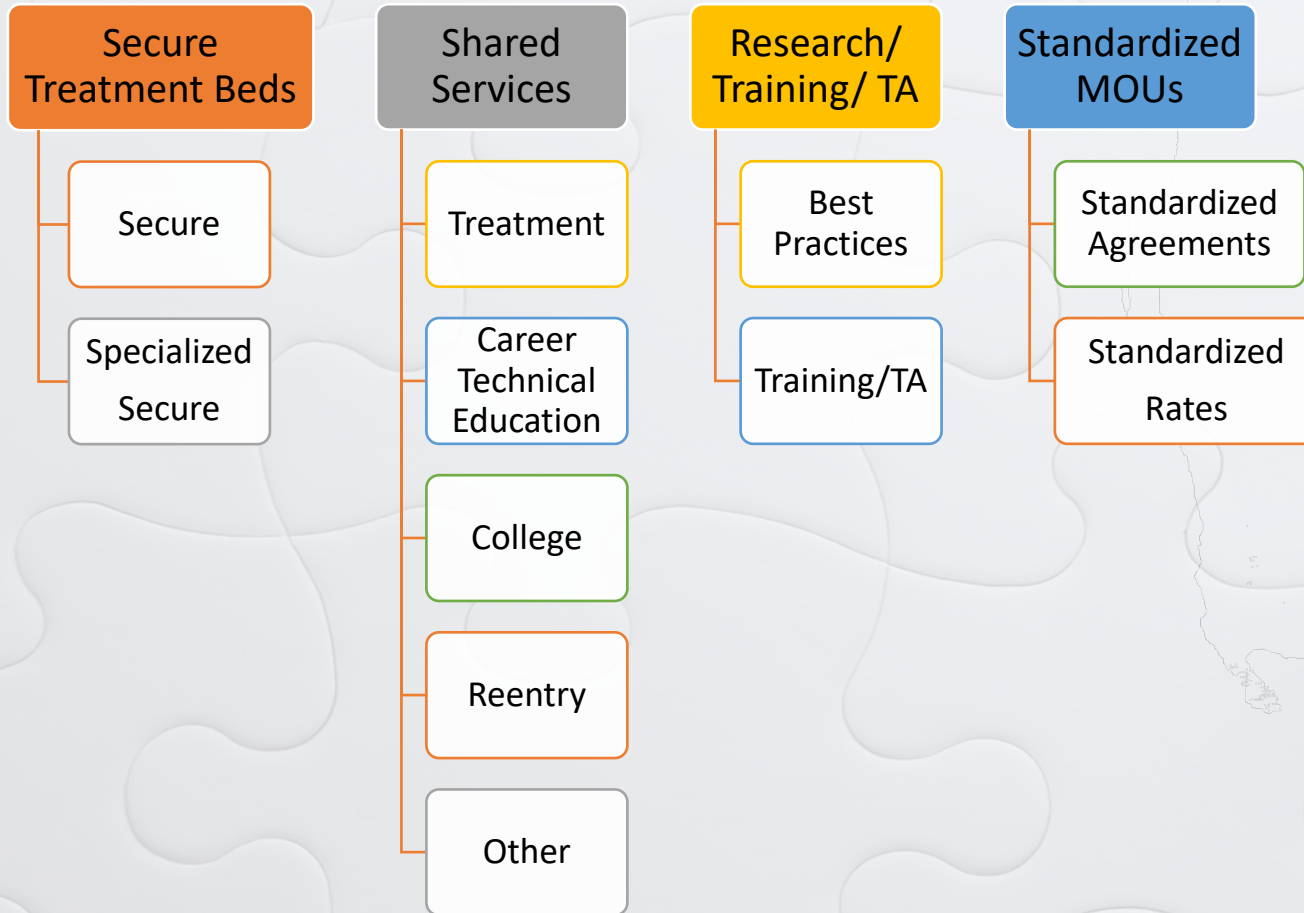 Secure
Treatment Beds
Secure
Specialized
Secure
Shared
Services
Treatment
Career
Technical
Education
College
Reentry
Other
Research/
Training/ TA
Best
Practices
Training/TA
Standardized
MOUs
Standardized
Agreements
Standardized
Rates